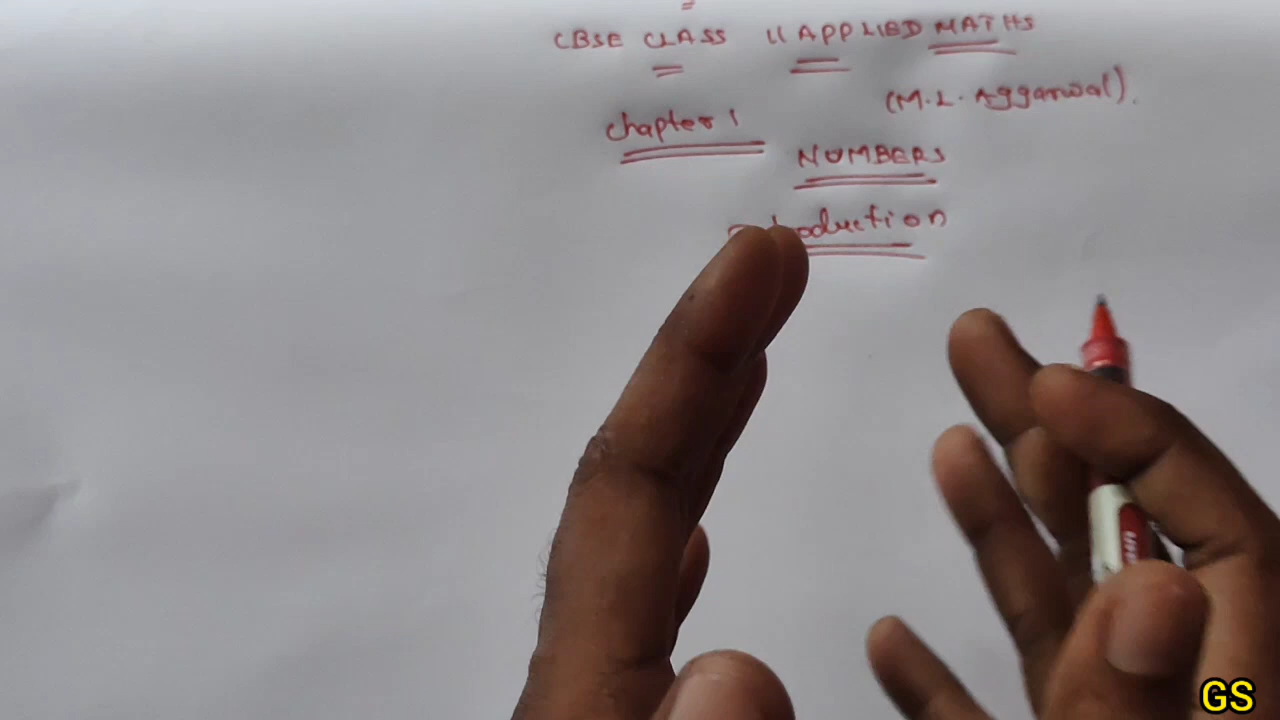 CBSE CLASS 11 APPLIED MATHS
(M.L. Aggarwal).
Chapter 1
NUMBERS
GS